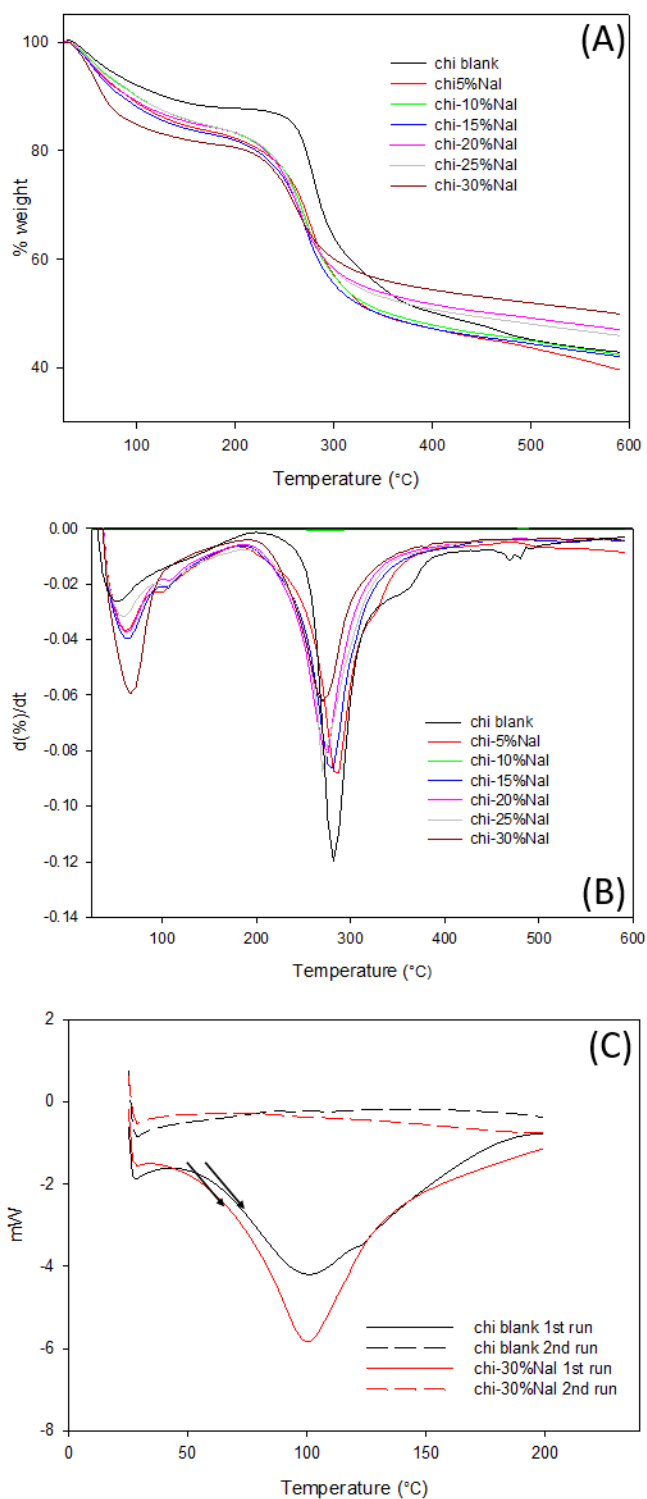 (A)
100
80
60
40
% weight
chi blank
chi5%NaI
chi-10%NaI
chi-15%NaI
chi-20%NaI
chi-25%NaI
chi-30%NaI
100 200 300 400 500 600
Temperature (°C)
0.00
-0.02
-0.04
-0.06
-0.08
-0.10
-0.12
-0.14
d(%)/dt
chi blank
chi-5%NaI
chi-10%NaI
chi-15%NaI
chi-20%NaI
chi-25%NaI
chi-30%NaI
(B)
100 200 300 400 500 600
Temperature (°C)
(C)
2
0
-2
-4
-6
-8
mW
chi blank 1st run
chi blank 2nd run
chi-30%NaI 1st run
chi-30%NaI 2nd run
0 50 100 150 200
Temperature (°C)